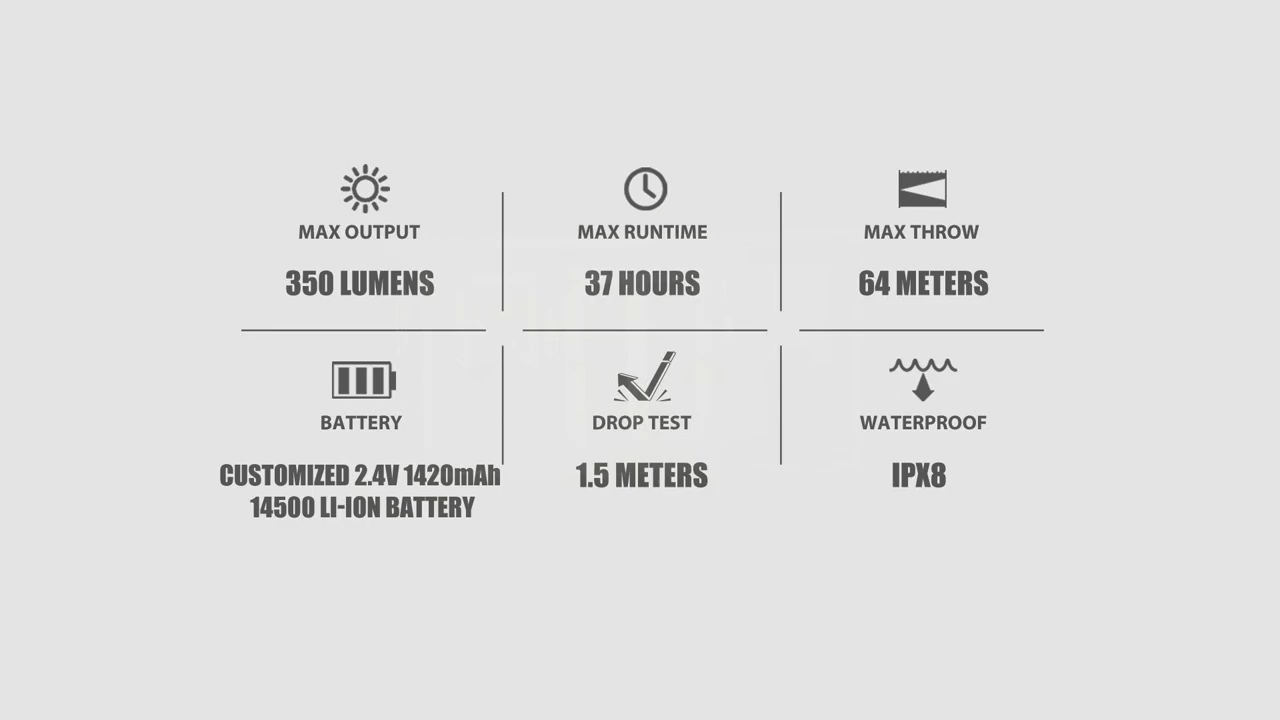 MAX OUTPUT
350 LUMENS
MAX RUNTIME
37 HOURS
MAX THROW
64 METERS
BATTERY
CUSTOMIZED 2.4V 1420mAh
14500 LI-ION BATTERY
DROP TEST
1.5 METERS
WATERPROOF
IPX8